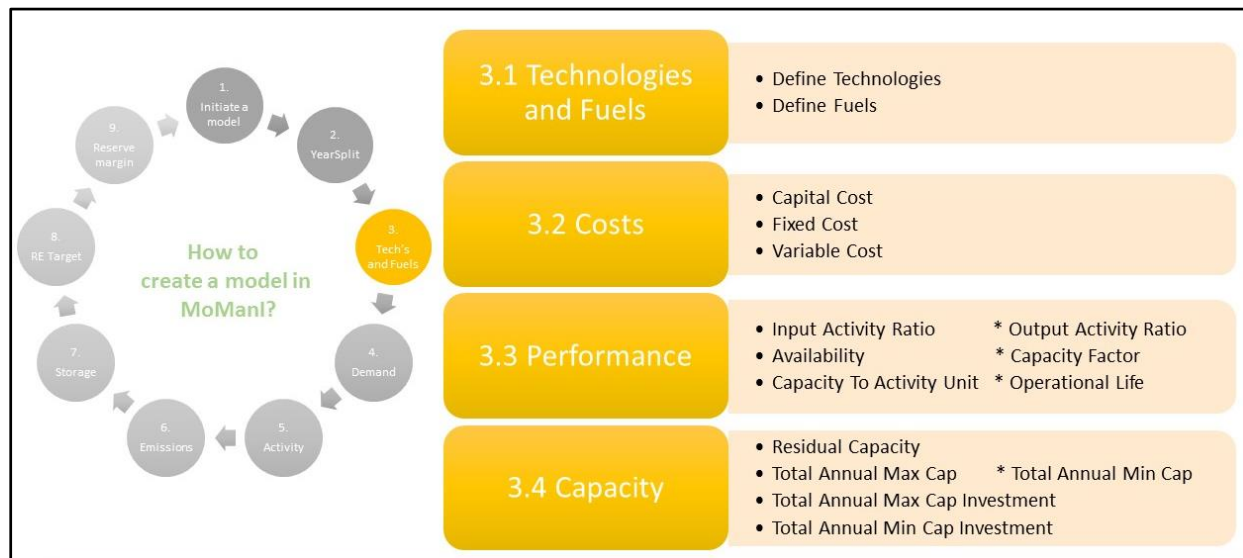 1.
Initiate a
model
2.
YearSplit
3.
Tech's
and Fuels
4.
Demand
5.
Activity
6.
Emissions
7.
Storage
8.
RE Target
9.
Reserve
margin
How to
create a model in
MoManI?
3.1 Technologies
and Fuels
• Define Technologies
• Define Fuels
3.2 Costs
• Capital Cost
• Fixed Cost
• Variable Cost
3.3 Performance
• Input Activity Ratio * Output Activity Ratio
• Availability * Capacity Factor
• Capacity To Activity Unit * Operational Life
3.4 Capacity
• Residual Capacity
• Total Annual Max Cap * Total Annual Min Cap
• Total Annual Max Cap Investment
• Total Annual Min Cap Investment